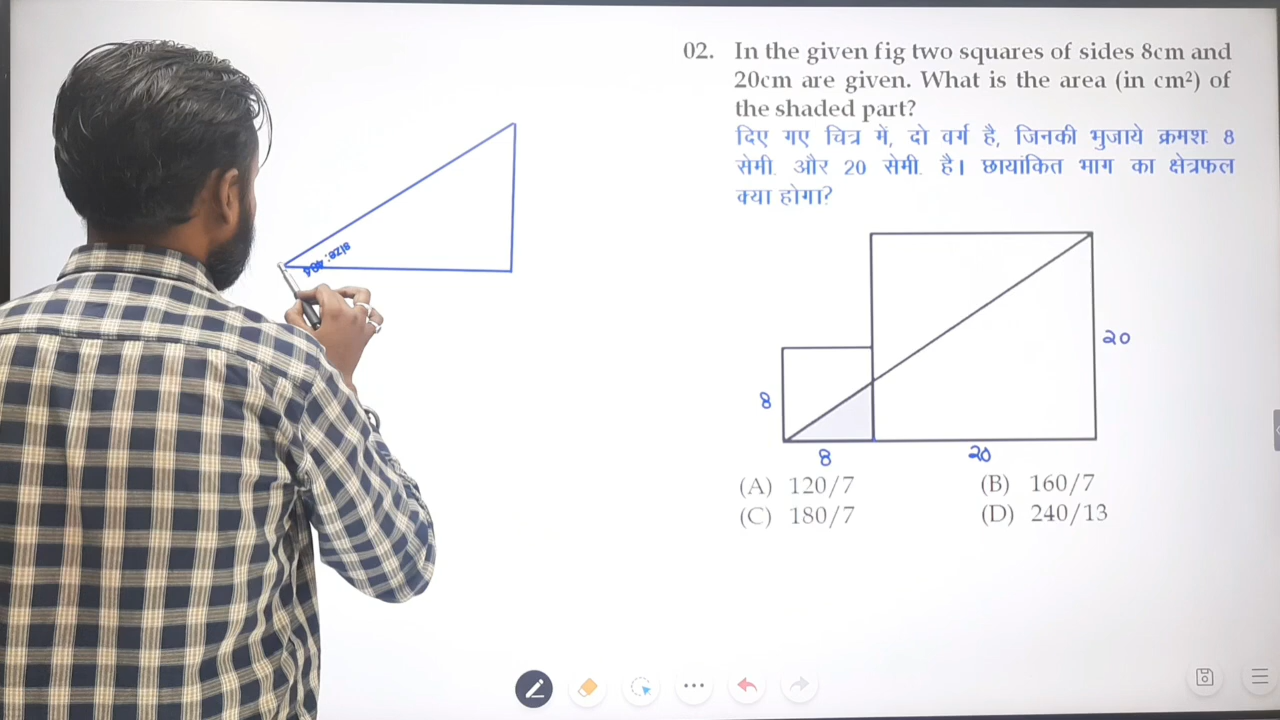 02. In the given fig two squares of sides 8cm and
20cm are given. What is the area (in cm²) of
the shaded part?
दिए गए चित्र में, दो वर्ग है, जिनकी भुजाये क्रमशः 8
सेमी. और 20 सेमी. है। छायांकित भाग का क्षेत्रफल
क्या होगा?
size: 484
20
8
8
20
(A) 120/7 (B) 160/7
(C) 180/7 (D) 240/13